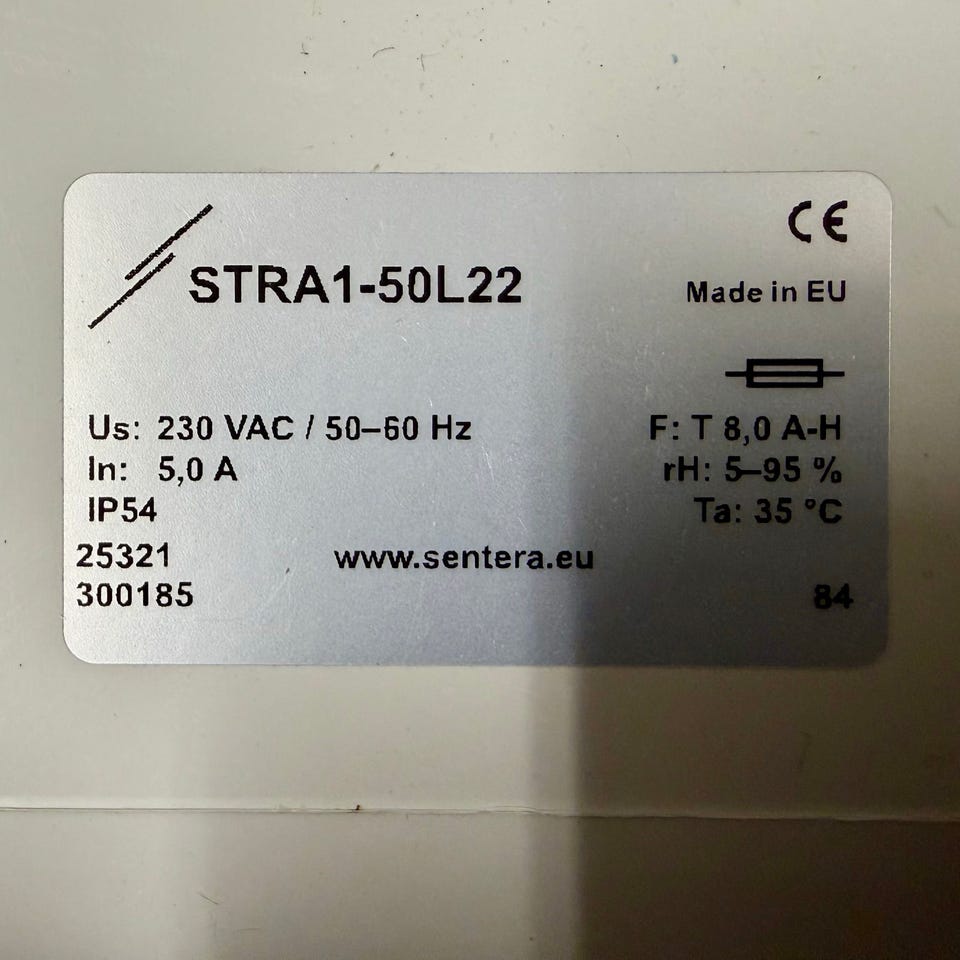 CE
STRA1-50L22
Made in EU
Us: 230 VAC / 50–60 Hz
F: T 8,0 A-H
In: 5,0 A
rH: 5–95 %
IP54
Ta: 35 °C
25321
www.sentera.eu
300185
84